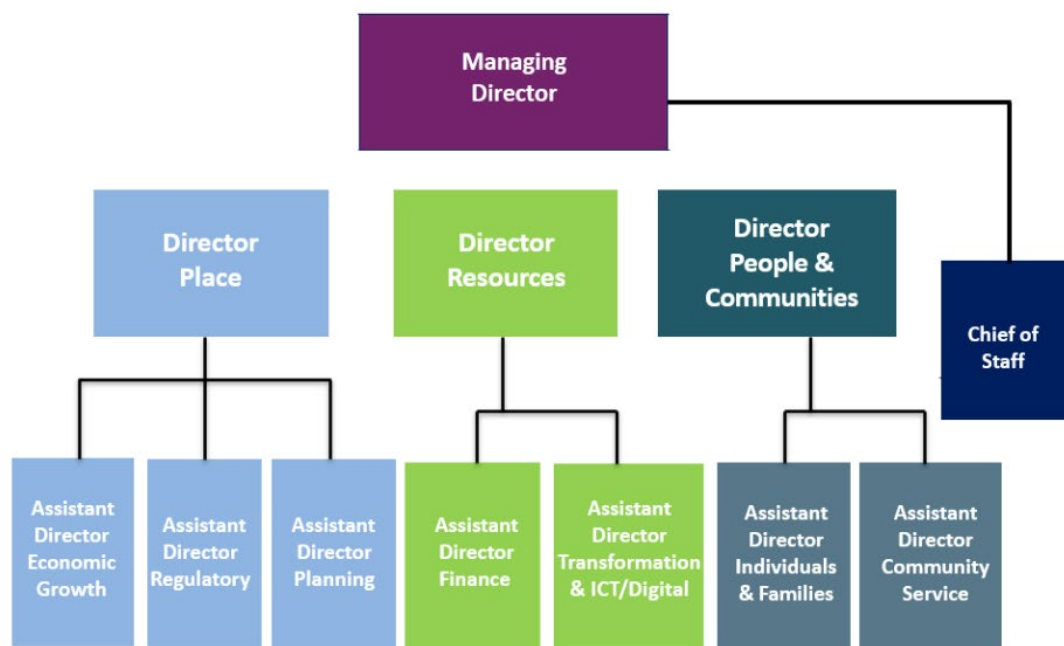 Managing
Director
Director
Place
Director
Resources
Director
People &
Communities
Chief of
Staff
Assistant
Director
Economic
Growth
Assistant
Director
Regulatory
Assistant
Director
Planning
Assistant
Director
Finance
Assistant
Director
Transformation
& ICT/Digital
Assistant
Director
Individuals
& Families
Assistant
Director
Community
Service